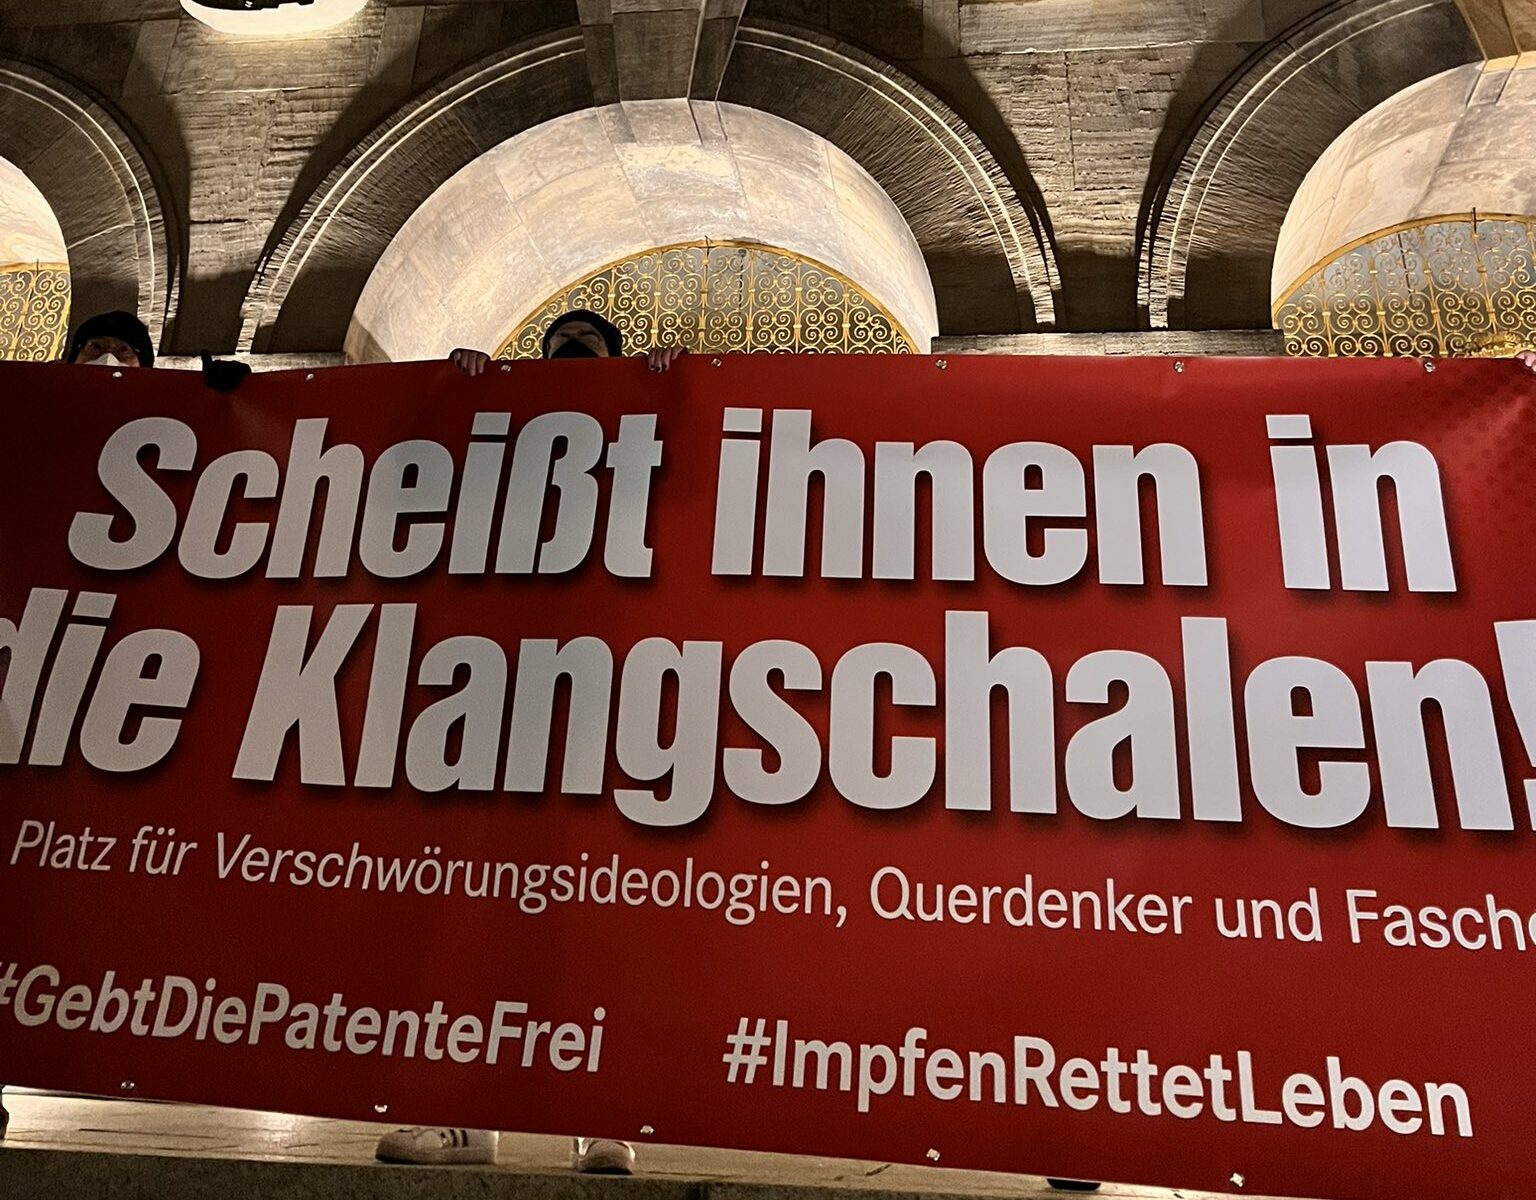 Scheißt ihnen in
die Klangschalen!
Platz für Verschwörungsideologien, Querdenker und
#GebtDiePatenteFrei #ImpfenRettetLeben